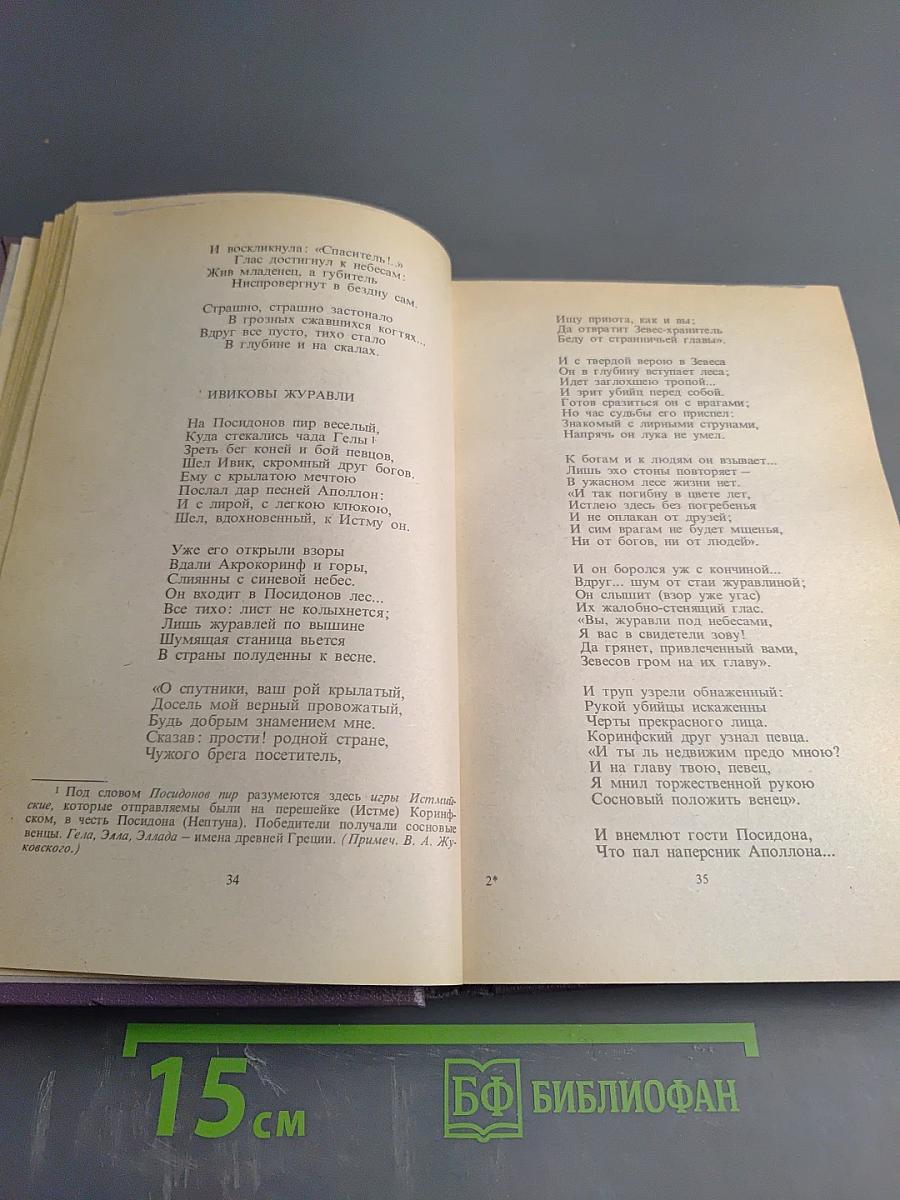 И воскликнула: «Спаситель!..»
Глас достигнул к небесам:
Жив младенец, а губитель
Ниспровергнут в бездну сам.
Страшно, страшно застонало
В грозных сжавшихся когтях...
Вдруг все пусто, тихо стало
В глубине и на скалах.
ИВИКОВЫ ЖУРАВЛИ
На Посидонов пир веселый,
Куда стекались чада Гелы¹
Зреть бег коней и бой певцов,
Шел Ивик, скромный друг богов.
Ему с крылатою мечтою
Послал дар песней Аполлон:
И с лирой, с легкою клюкою,
Шел, вдохновенный, к Истму он.
Уже его открыли взоры
Вдали Акрокоринф и горы,
Слиянны с синевой небес.
Он входит в Посидонов лес...
Все тихо: лист не колыхнется;
Лишь журавлей по вышине
Шумящая станица вьется
В страны полуденны к весне.
«О спутники, ваш рой крылатый,
Досель мой верный провожатый,
Будь добрым знамением мне.
Сказав: прости! родной стране,
Чужого брега посетитель,
¹ Под словом Посидонов пир разумеются здесь игры Истмий-
ские, которые отправляемы были на перешейке (Истме) Коринф-
ском, в честь Посидона (Нептуна). Победители получали сосновые
венцы. Гела, Элла, Эллада — имена древней Греции. (Примеч. В. А. Жу-
ковского.)
34
Ищу приюта, как и вы;
Да отвратит Зевес-хранитель
Беду от странничьей главы».
И с твердой верою в Зевеса
Он в глубину вступает леса;
Идет заглохшею тропой...
И зрит убийц перед собой.
Готов сразиться он с врагами;
Но час судьбы его приспел:
Знакомый с лирными струнами,
Напрячь он лука не умел.
К богам и к людям он взывает...
Лишь эхо стоны повторяет —
В ужасном лесе жизни нет.
«И так погибну в цвете лет,
Истлею здесь без погребенья
И не оплакан от друзей;
И сим врагам не будет мщенья,
Ни от богов, ни от людей».
И он боролся уж с кончиной...
Вдруг... шум от стаи журавлиной;
Он слышит (взор уже угас)
Их жалобно-стенящий глас.
«Вы, журавли под небесами,
Я вас в свидетели зову!
Да грянет, привлеченный вами,
Зевесов гром на их главу».
И труп узрели обнаженный:
Рукой убийцы искаженны
Черты прекрасного лица.
Коринфский друг узнал певца.
«И ты ль недвижим предо мною?
И на главу твою, певец,
Я мнил торжественной рукою
Сосновый положить венец».
И внемлют гости Посидона,
Что пал наперсник Аполлона...
2*
35
15 см
БФ БИБЛИОФАН